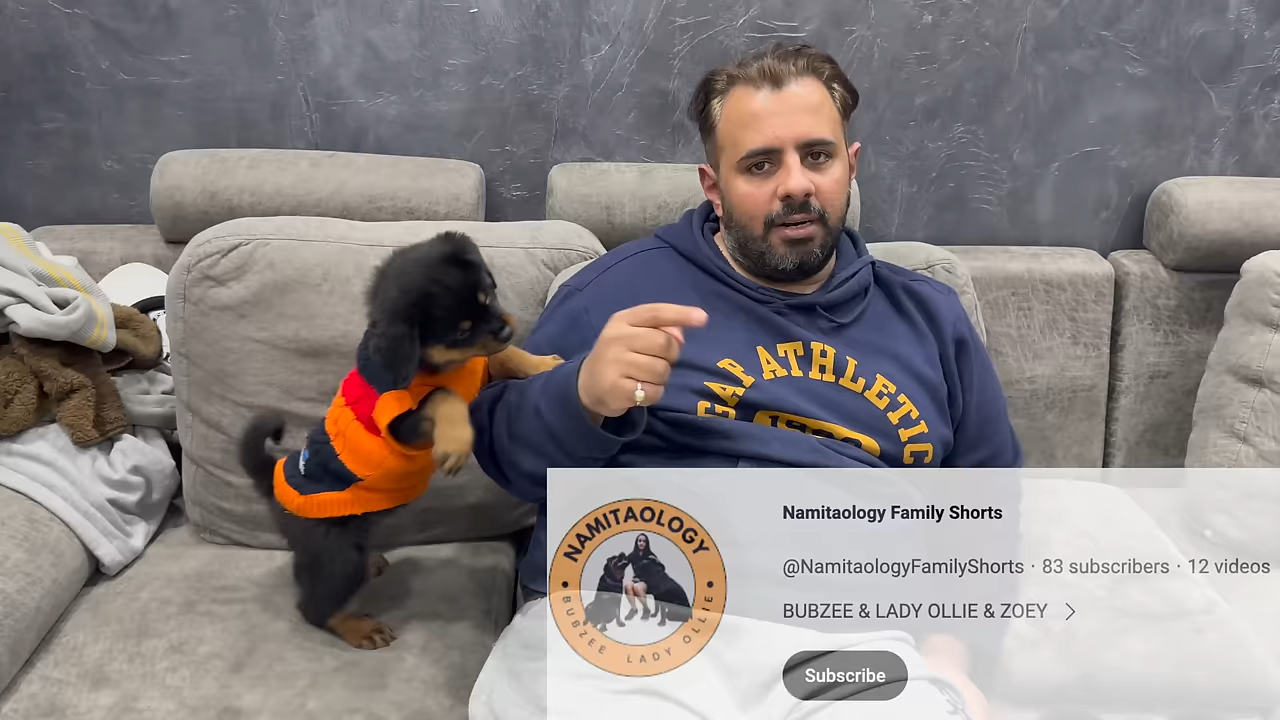 GAP ATHLETIC
Namitaology Family Shorts
@NamitaologyFamilyShorts · 83 subscribers · 12 videos
BUBZEE & LADY OLLIE & ZOEY
Subscribe
NAMITAOLOGY
BUBZEE LADY OLLIE